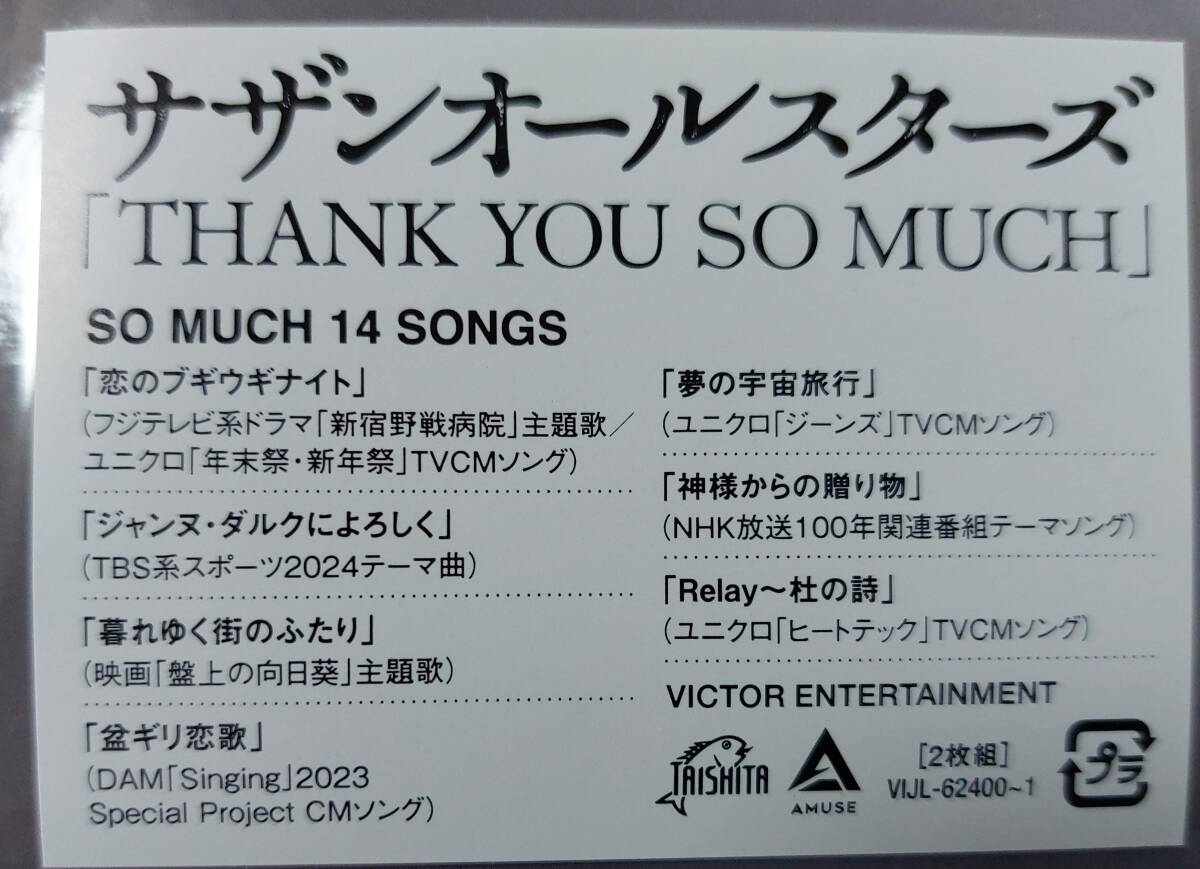 サザンオールスターズ
「THANK YOU SO MUCH」
SO MUCH 14 SONGS
「恋のブギウギナイト」
(フジテレビ系ドラマ「新宿野戦病院」主題歌／
ユニクロ「年末祭・新年祭」TVCMソング)
「ジャンヌ・ダルクによろしく」
(TBS系スポーツ2024テーマ曲)
「暮れゆく街のふたり」
(映画「盤上の向日葵」主題歌)
「盆ギリ恋歌」
(DAM「Singing」2023
Special Project CMソング)
「夢の宇宙旅行」
(ユニクロ「ジーンズ」TVCMソング)
「神様からの贈り物」
(NHK放送100年関連番組テーマソング)
「Relay～杜の詩」
(ユニクロ「ヒートテック」TVCMソング)
VICTOR ENTERTAINMENT
TAISHITA
AMUSE
[2枚組]
VIJL-62400~1
プラ